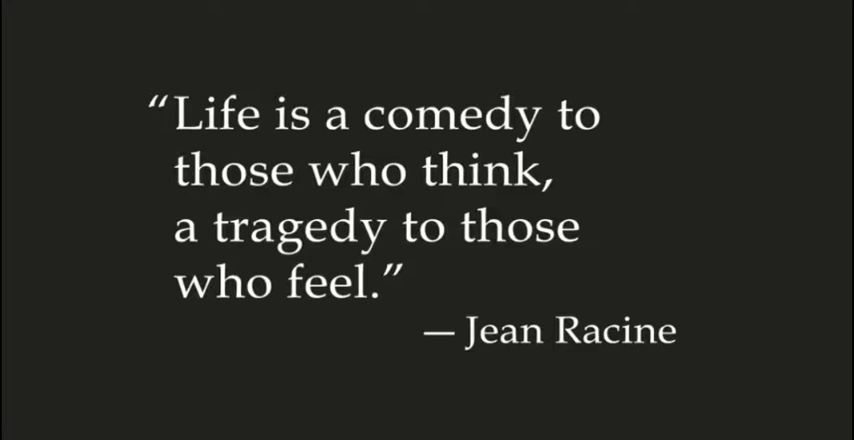 “Life is a comedy to
those who think,
a tragedy to those
who feel.”
— Jean Racine